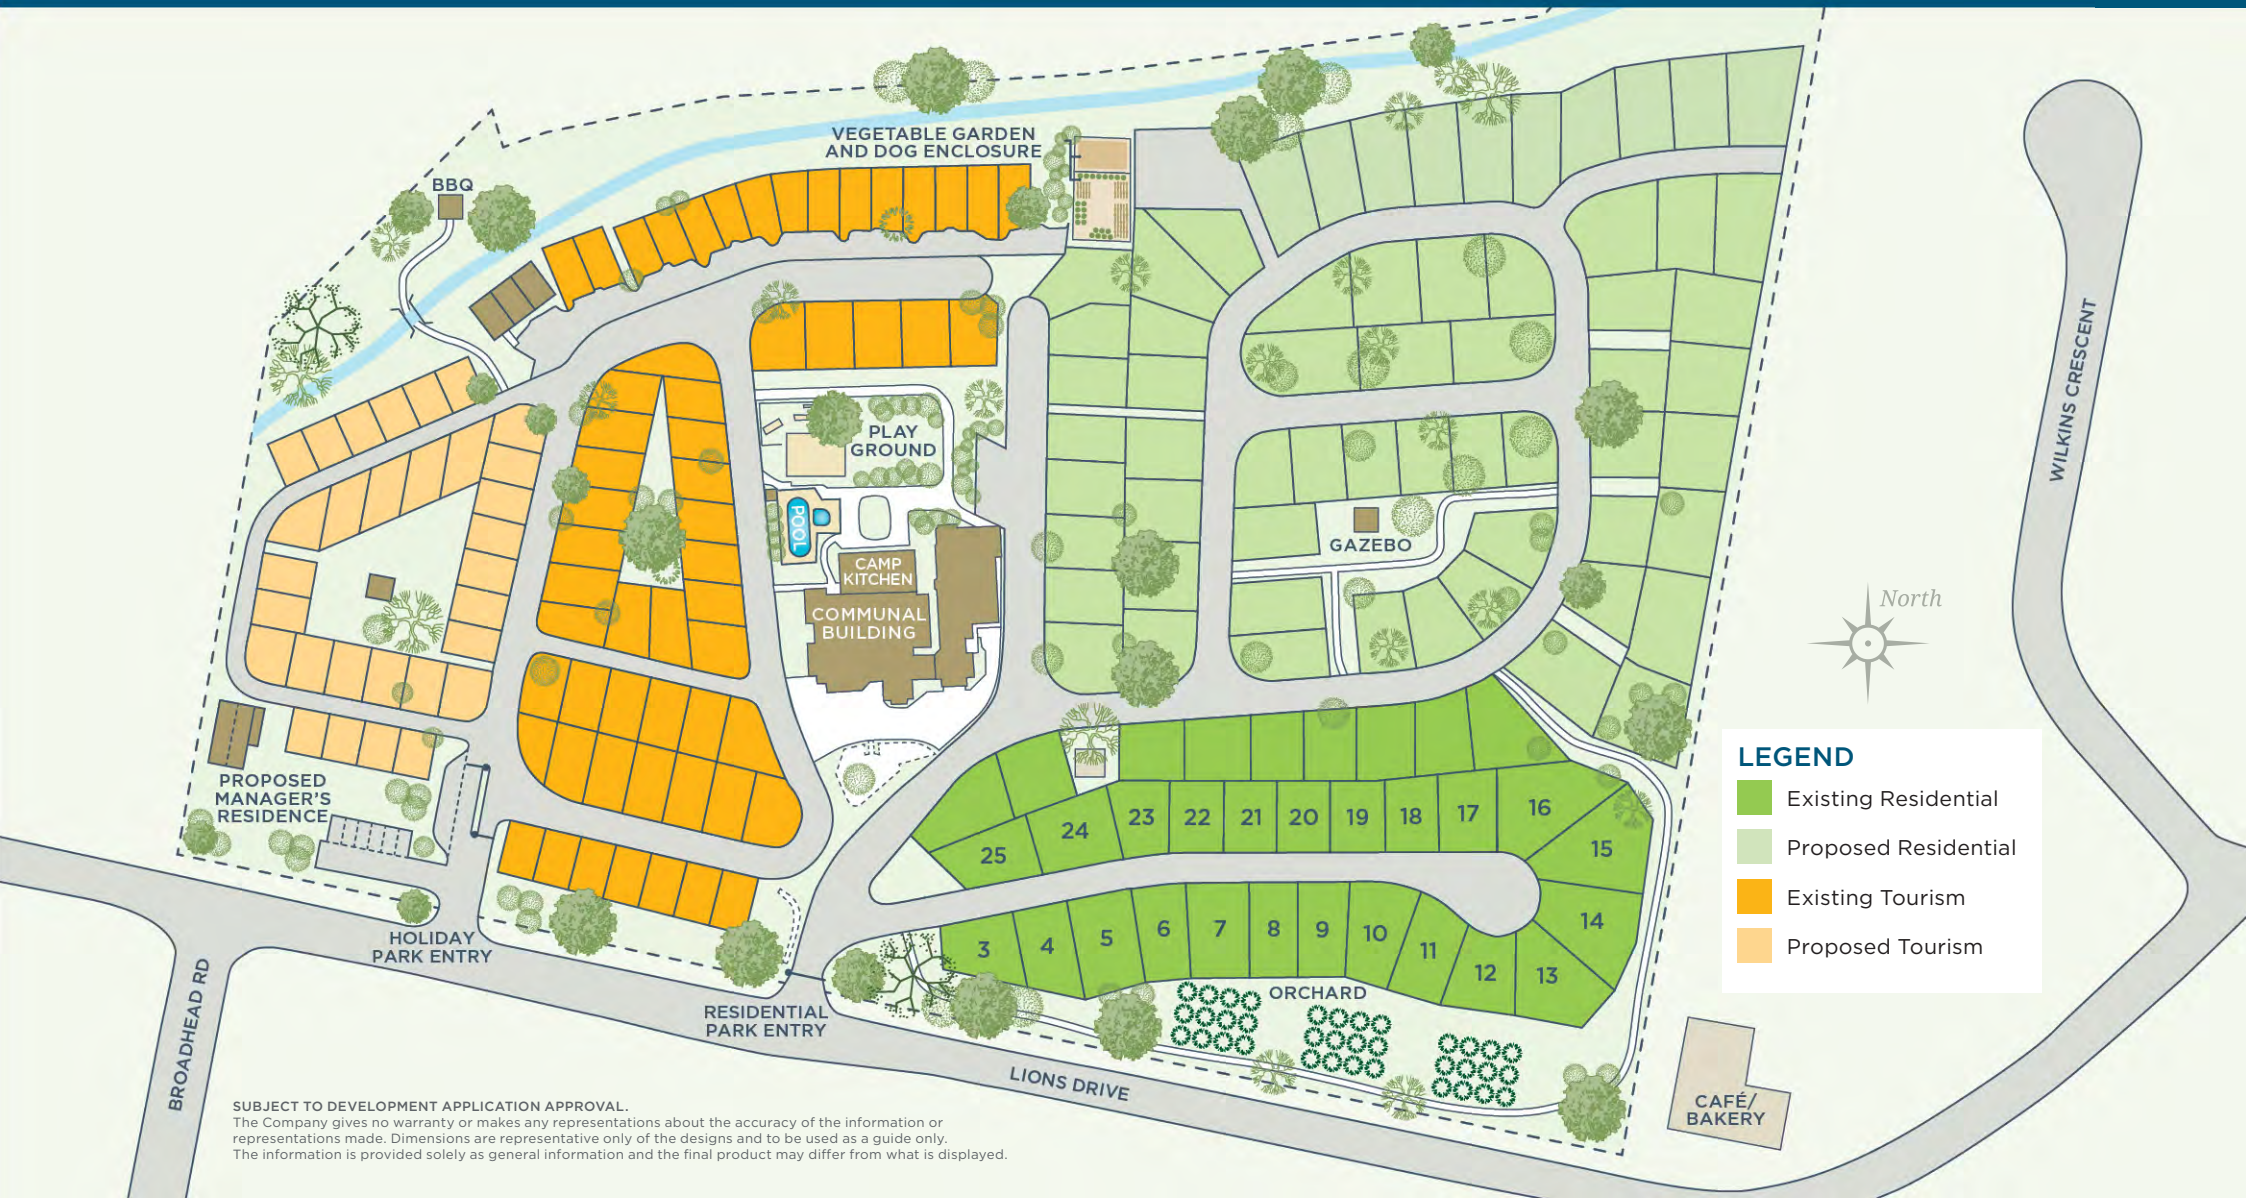 VEGETABLE GARDEN
AND DOG ENCLOSURE
BBQ
PLAY
GROUND
POOL
CAMP
KITCHEN
COMMUNAL
BUILDING
GAZEBO
WILKINS CRESCENT
North
PROPOSED
MANAGER'S
RESIDENCE
HOLIDAY
PARK ENTRY
RESIDENTIAL
PARK ENTRY
BROADHEAD RD
LIONS DRIVE
25
24
23
22
21
20
19
18
17
16
15
14
3
4
5
6
7
8
9
10
11
12
13
ORCHARD
CAFÉ/
BAKERY
LEGEND
Existing Residential
Proposed Residential
Existing Tourism
Proposed Tourism
SUBJECT TO DEVELOPMENT APPLICATION APPROVAL.
The Company gives no warranty or makes any representations about the accuracy of the information or
representations made. Dimensions are representative only of the designs and to be used as a guide only.
The information is provided solely as general information and the final product may differ from what is displayed.